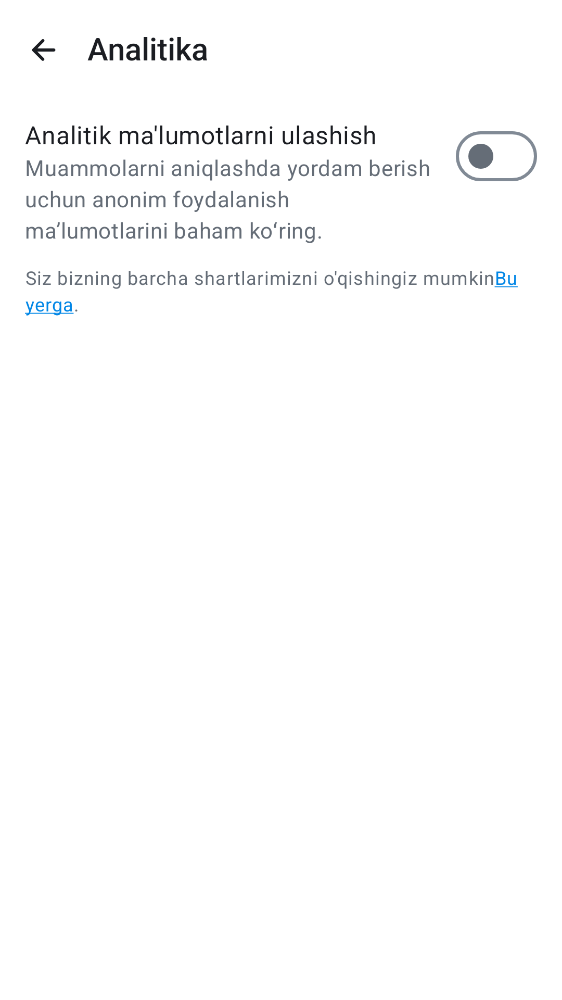 Analitika
Analitik ma'lumotlarni ulashish
Muammolarni aniqlashda yordam berish
uchun anonim foydalanish
maʼlumotlarini baham koʻring.
Siz bizning barcha shartlarimizni o'qishingiz mumkinBu
yerga.